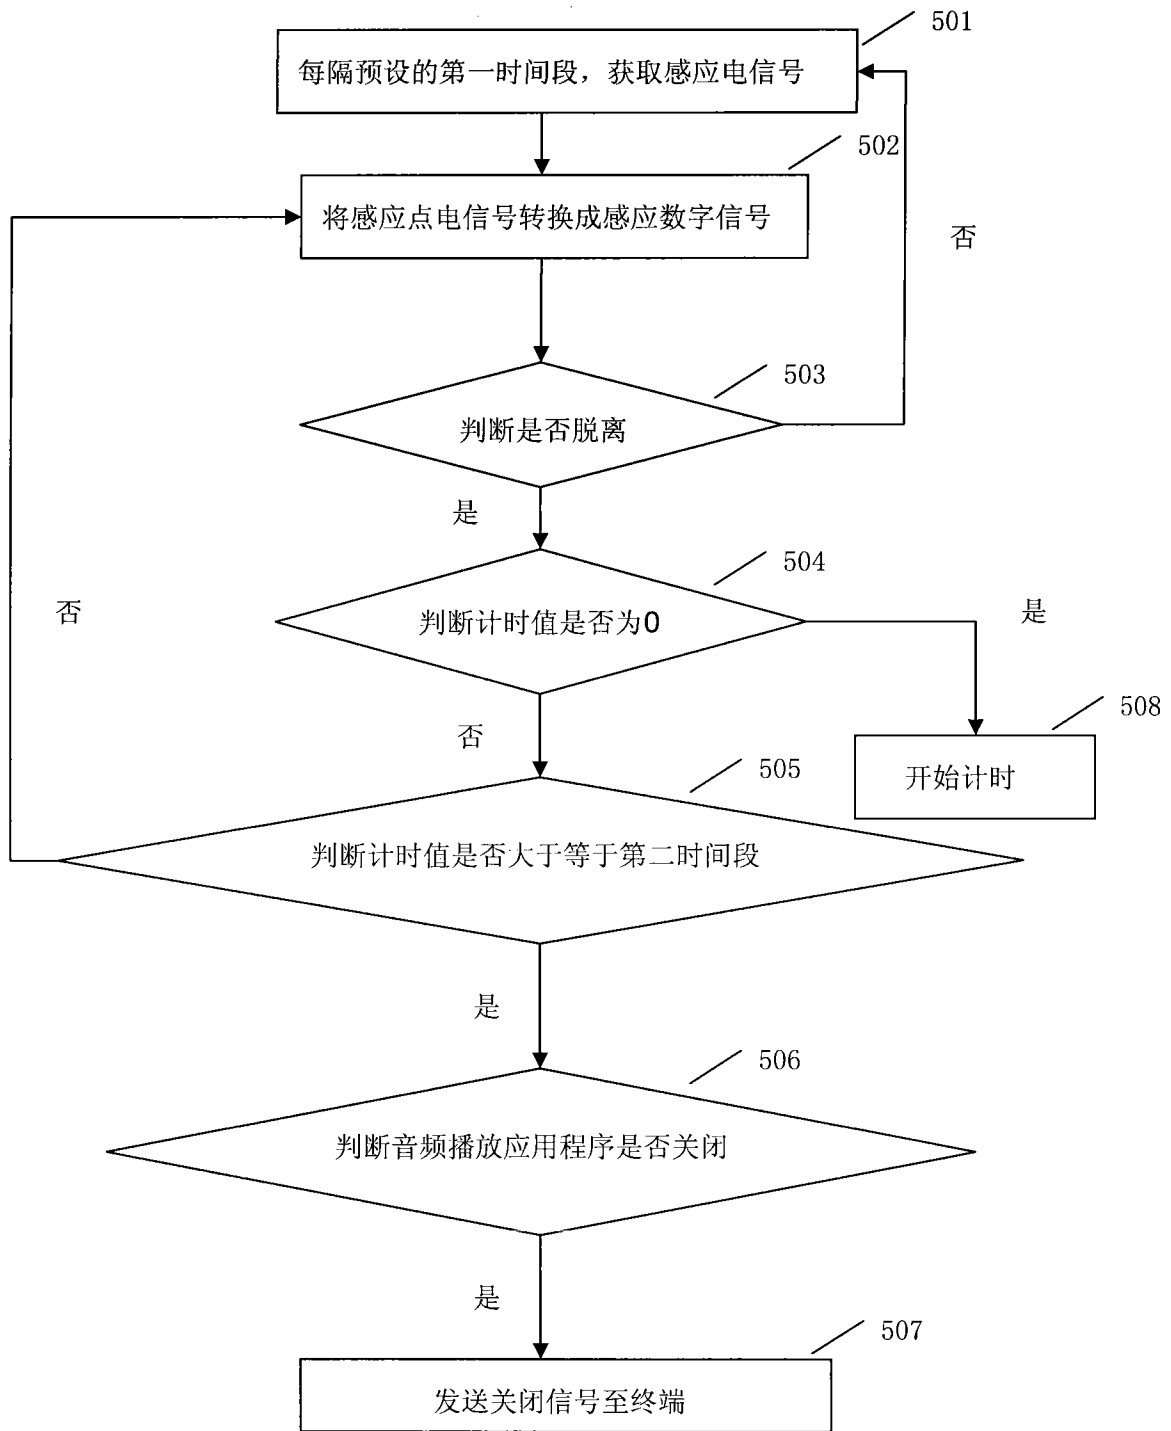 501
每隔预设的第一时间段，获取感应电信号
502
将感应点电信号转换成感应数字信号
否
503
判断是否脱离
是
504
否
判断计时值是否为0
是
508
否
开始计时
505
判断计时值是否大于等于第二时间段
是
506
判断音频播放应用程序是否关闭
是
507
发送关闭信号至终端